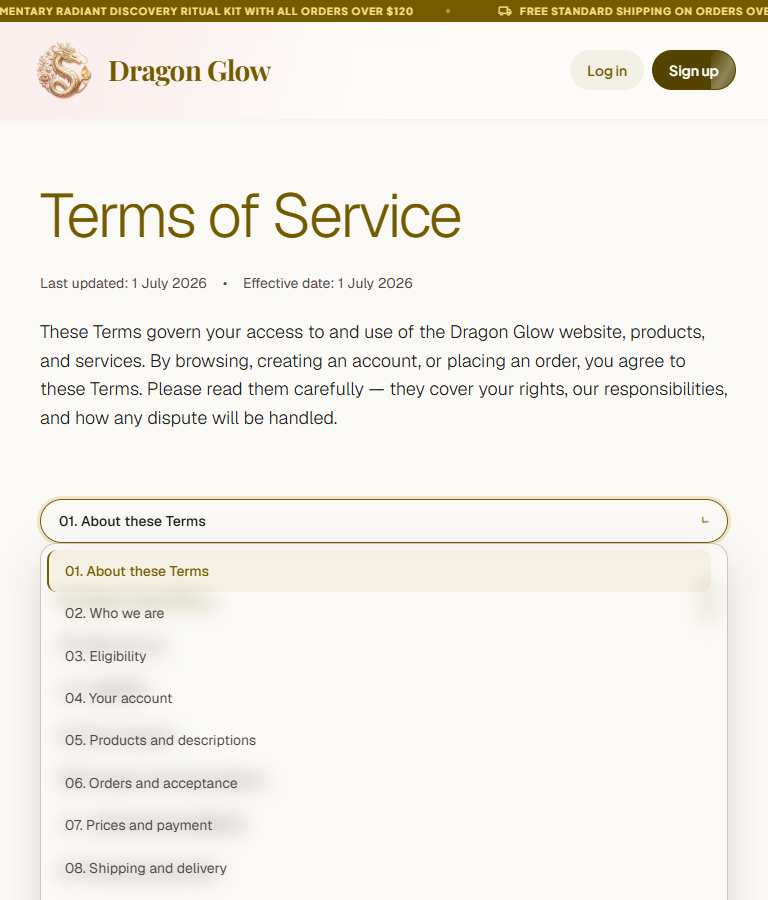 RADIANT DISCOVERY RITUAL KIT WITH ALL ORDERS OVER $120 • FREE STANDARD SHIPPING ON ORDERS
Dragon Glow
Log in
Sign up
Terms of Service
Last updated: 1 July 2026 • Effective date: 1 July 2026
These Terms govern your access to and use of the Dragon Glow website, products,
and services. By browsing, creating an account, or placing an order, you agree to
these Terms. Please read them carefully — they cover your rights, our responsibilities,
and how any dispute will be handled.
01. About these Terms
01. About these Terms
02. Who we are
03. Eligibility
04. Your account
05. Products and descriptions
06. Orders and acceptance
07. Prices and payment
08. Shipping and delivery